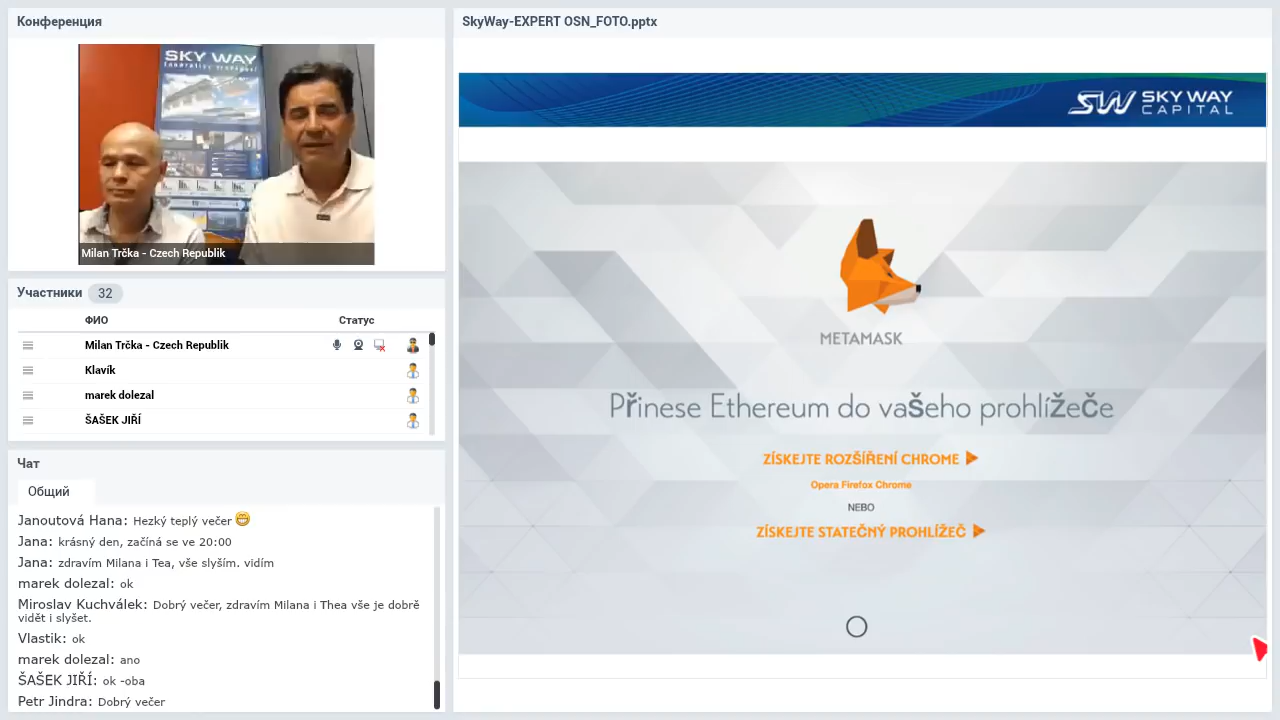 Конференция
SKY WAY
Milan Trčka - Czech Republik
Участники 32
ФИО Статус
Milan Trčka - Czech Republik
Klavík
marek dolezal
ŠAŠEK JIŘÍ
Чат
Общий
Janoutová Hana: Hezký teplý večer
Jana: krásný den, začíná se ve 20:00
Jana: zdravím Milana i Tea, vše slyším. vidím
marek dolezal: ok
Miroslav Kuchválek: Dobrý večer, zdravím Milana i Thea vše je dobrě
vidět i slyšet.
Vlastik: ok
marek dolezal: ano
ŠAŠEK JIŘÍ: ok -oba
Petr Jindra: Dobrý večer
SkyWay-EXPERT OSN_FOTO.pptx
SW SKY WAY
CAPITAL
METAMASK
Přinese Ethereum do vašeho prohlížeče
ZÍSKEJTE ROZŠÍŘENÍ CHROME
Opera Firefox Chrome
NEBO
ZÍSKEJTE STATEČNÝ PROHLÍŽEČ